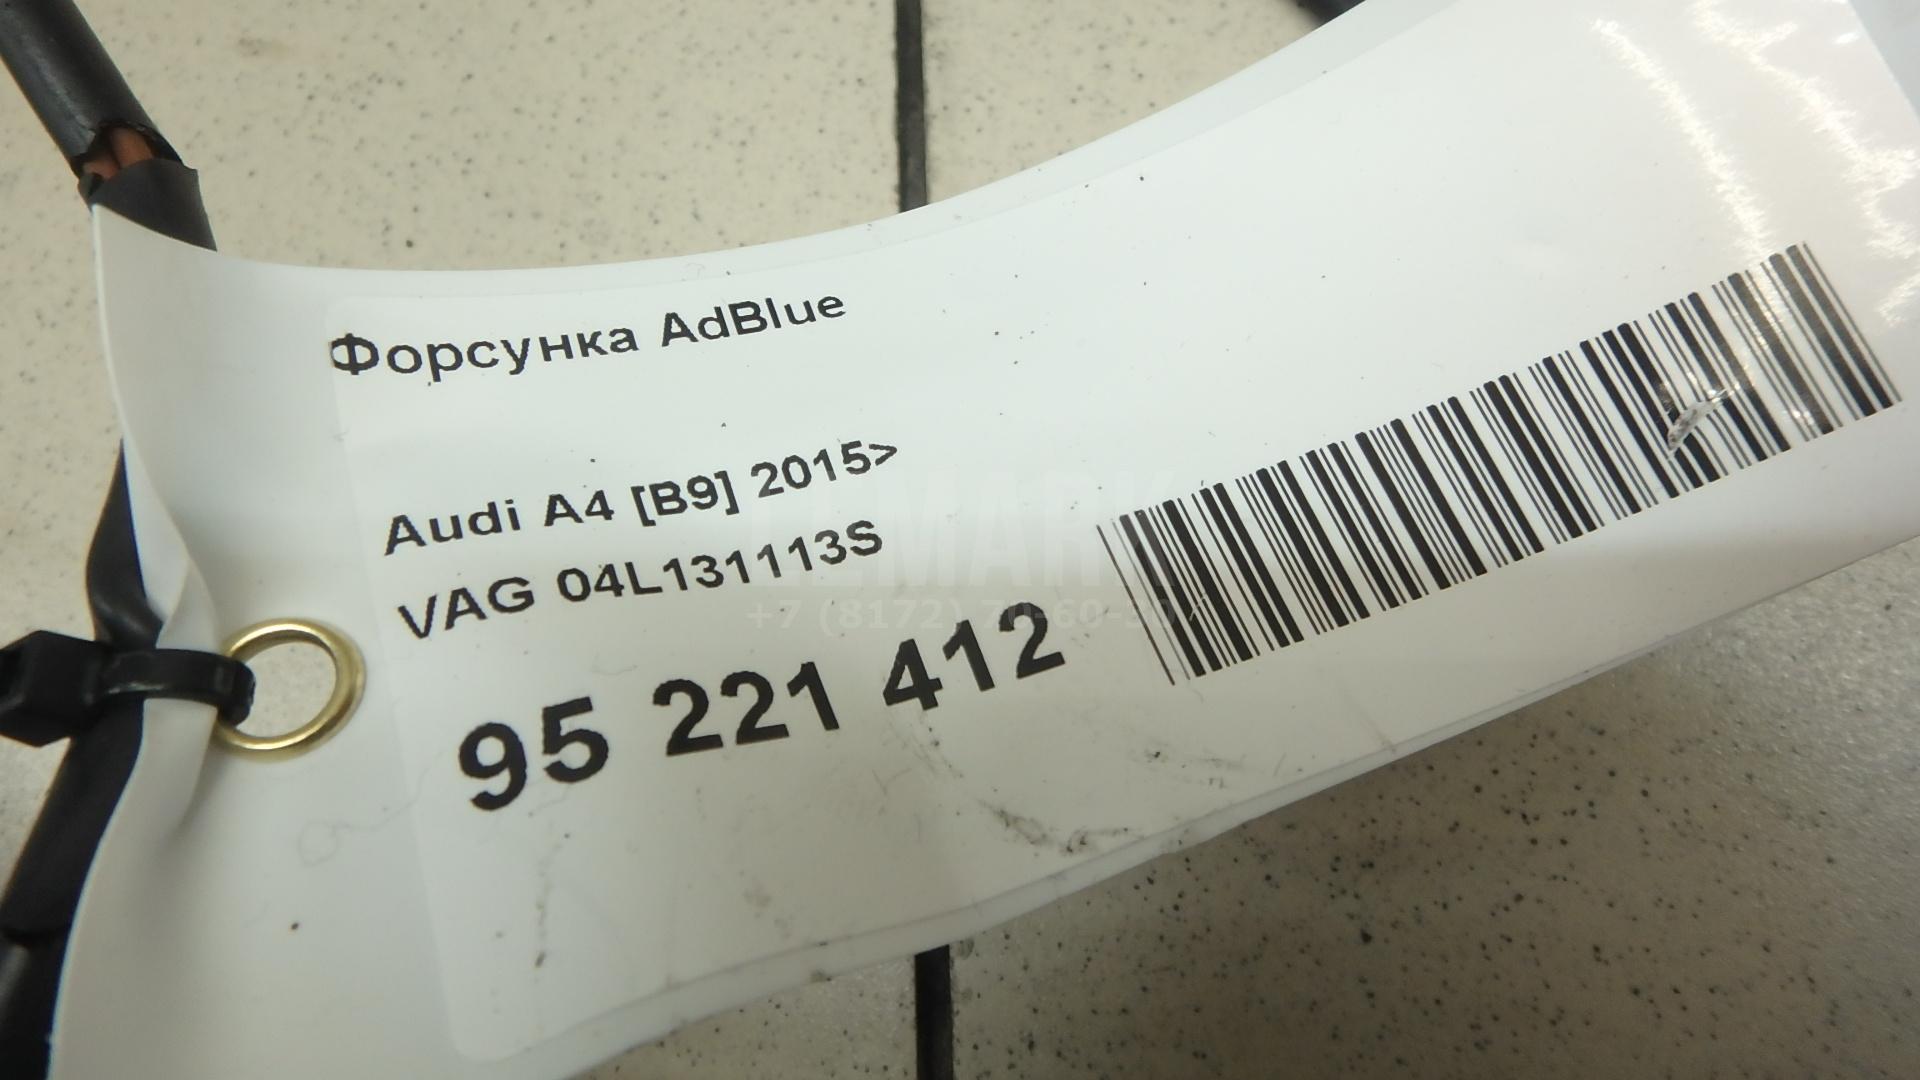 Форсунка AdBlue
Audi A4 [B9] 2015>
VAG 04L131113S
95 221 412